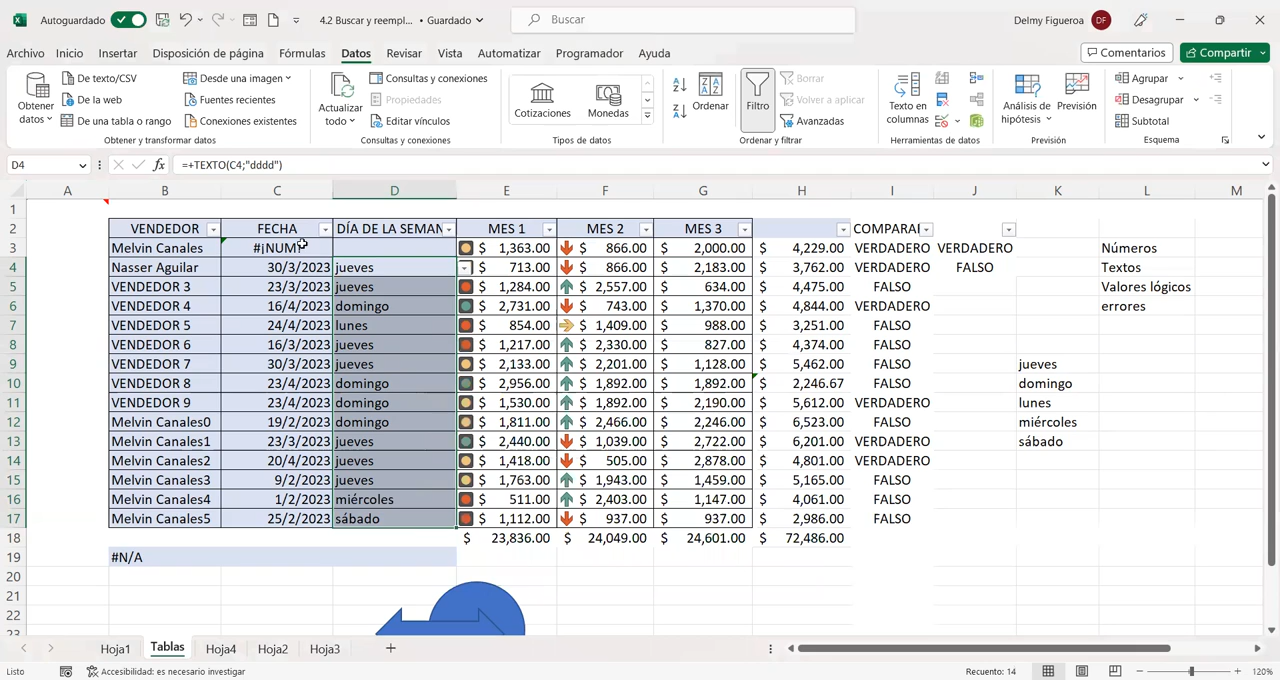 Autoguardado
4.2 Buscar y reempl... • Guardado
Buscar
Delmy Figueroa DF
Archivo Inicio Insertar Disposición de página Fórmulas Datos Revisar Vista Automatizar Programador Ayuda Comentarios Compartir
Obtener datos
De texto/CSV
De la web
De una tabla o rango
Desde una imagen
Fuentes recientes
Conexiones existentes
Obtener y transformar datos
Actualizar todo
Consultas y conexiones
Propiedades
Editar vínculos
Consultas y conexiones
Cotizaciones
Monedas
Tipos de datos
Ordenar
Filtro
Borrar
Volver a aplicar
Avanzadas
Ordenar y filtrar
Texto en columnas
Herramientas de datos
Análisis de hipótesis
Previsión
Previsión
Agrupar
Desagrupar
Subtotal
Esquema
D4 fx =+TEXTO(C4;"dddd")
A B C D E F G H I J K L M
1
2 VENDEDOR FECHA DÍA DE LA SEMAN MES 1 MES 2 MES 3 COMPARAI
3 Melvin Canales #¡NUM! $ 1,363.00 $ 866.00 $ 2,000.00 $ 4,229.00 VERDADERO VERDADERO Números
4 Nasser Aguilar 30/3/2023 jueves $ 713.00 $ 866.00 $ 2,183.00 $ 3,762.00 VERDADERO FALSO Textos
5 VENDEDOR 3 23/3/2023 jueves $ 1,284.00 $ 2,557.00 $ 634.00 $ 4,475.00 FALSO Valores lógicos
6 VENDEDOR 4 16/4/2023 domingo $ 2,731.00 $ 743.00 $ 1,370.00 $ 4,844.00 VERDADERO errores
7 VENDEDOR 5 24/4/2023 lunes $ 854.00 $ 1,409.00 $ 988.00 $ 3,251.00 FALSO
8 VENDEDOR 6 16/3/2023 jueves $ 1,217.00 $ 2,330.00 $ 827.00 $ 4,374.00 FALSO
9 VENDEDOR 7 30/3/2023 jueves $ 2,133.00 $ 2,201.00 $ 1,128.00 $ 5,462.00 FALSO jueves
10 VENDEDOR 8 23/4/2023 domingo $ 2,956.00 $ 1,892.00 $ 1,892.00 $ 2,246.67 FALSO domingo
11 VENDEDOR 9 23/4/2023 domingo $ 1,530.00 $ 1,892.00 $ 2,190.00 $ 5,612.00 VERDADERO lunes
12 Melvin Canales0 19/2/2023 domingo $ 1,811.00 $ 2,466.00 $ 2,246.00 $ 6,523.00 FALSO miércoles
13 Melvin Canales1 23/3/2023 jueves $ 2,440.00 $ 1,039.00 $ 2,722.00 $ 6,201.00 VERDADERO sábado
14 Melvin Canales2 20/4/2023 jueves $ 1,418.00 $ 505.00 $ 2,878.00 $ 4,801.00 VERDADERO
15 Melvin Canales3 9/2/2023 jueves $ 1,763.00 $ 1,943.00 $ 1,459.00 $ 5,165.00 FALSO
16 Melvin Canales4 1/2/2023 miércoles $ 511.00 $ 2,403.00 $ 1,147.00 $ 4,061.00 FALSO
17 Melvin Canales5 25/2/2023 sábado $ 1,112.00 $ 937.00 $ 937.00 $ 2,986.00 FALSO
18 $ 23,836.00 $ 24,049.00 $ 24,601.00 $ 72,486.00
19 #N/A
20
21
22
23
Hoja1 Tablas Hoja4 Hoja2 Hoja3
Listo Accesibilidad: es necesario investigar Recuento: 14 120%